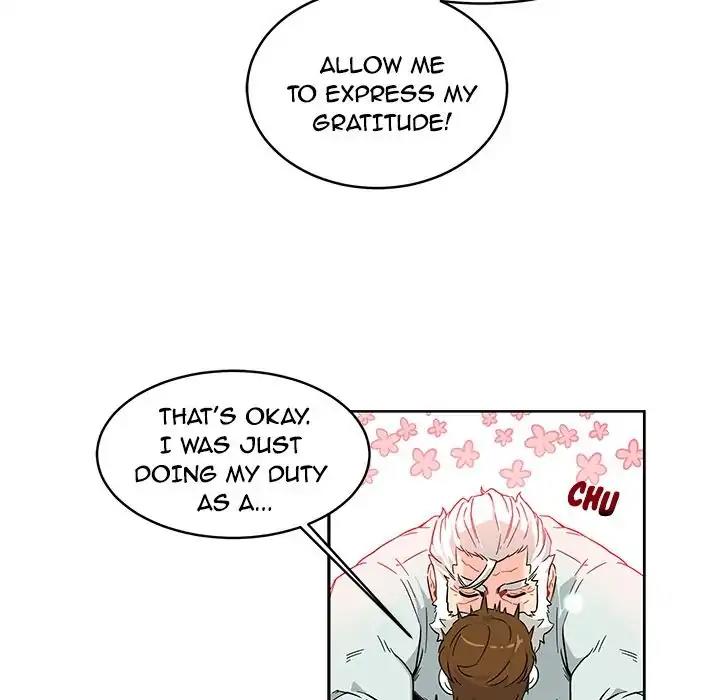 ALLOW ME
TO EXPRESS MY
GRATITUDE!
THAT'S OKAY.
I WAS JUST
DOING MY DUTY
AS A...
CHU